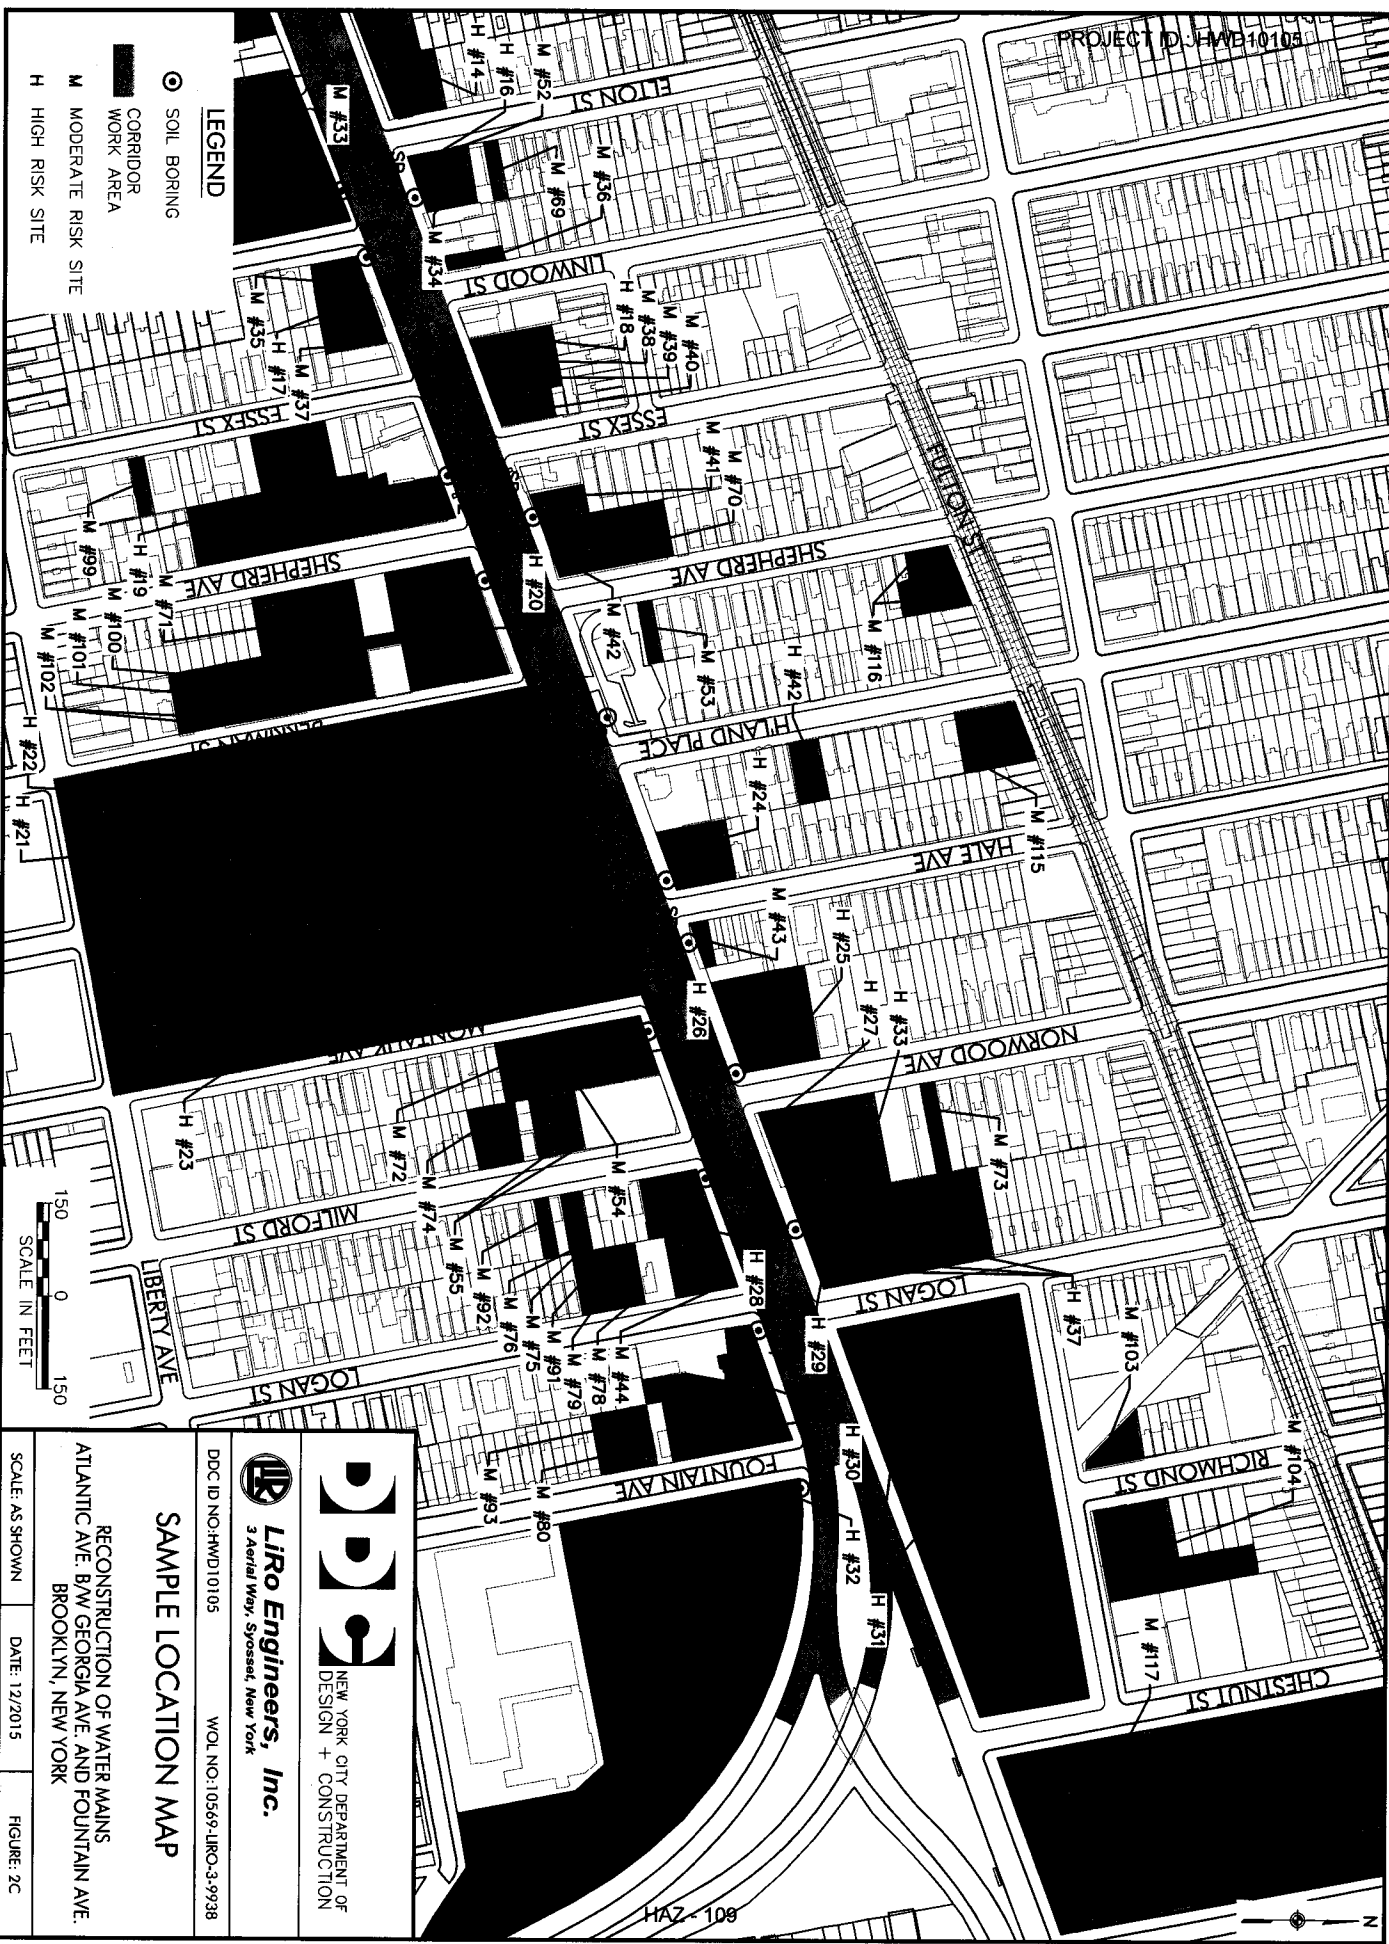 PROJECT ID.: HWD10105
H #14
H #16
M #52
ELTON ST
M #33
M #36
M #69
M #34
LINWOOD ST
H #18
M #38
M #39
M #40
M #35
H #17
M #37
ESSEX ST
ESSEX ST
M #41
M #70
FULTON ST
M #99
H #19
SHEPHERD AVE
SHEPHERD AVE
M #71
M #100
M #101
M #102
H #20
M #42
M #53
H #42
M #116
HIGHLAND PLACE
H #22
H #21
H #24
M #115
HALE AVE
M #43
H #25
H #26
H #27
H #33
NORWOOD AVE
MONTAUK AVE
H #23
M #72
M #74
M #54
M #73
MILFORD ST
M #55
M #92
M #76
M #75
M #91
M #79
M #78
M #44
H #28
H #29
LOGAN ST
H #37
M #103
LIBERTY AVE
LOGAN ST
M #93
M #80
FOUNTAIN AVE
H #30
H #32
H #31
RICHMOND ST
M #104
M #117
CHESTNUT ST
N
LEGEND
SOIL BORING
CORRIDOR
WORK AREA
M MODERATE RISK SITE
H HIGH RISK SITE
150 0 150
SCALE IN FEET
DDC
NEW YORK CITY DEPARTMENT OF
DESIGN + CONSTRUCTION
LiRo Engineers, Inc.
3 Aerial Way, Syosset, New York
DDC ID NO:HWD10105
WOL NO:10569-LIRO-3-9938
SAMPLE LOCATION MAP
RECONSTRUCTION OF WATER MAINS
ATLANTIC AVE. B/W GEORGIA AVE. AND FOUNTAIN AVE.
BROOKLYN, NEW YORK
SCALE: AS SHOWN
DATE: 12/2015
FIGURE: 2C
HAZ - 109